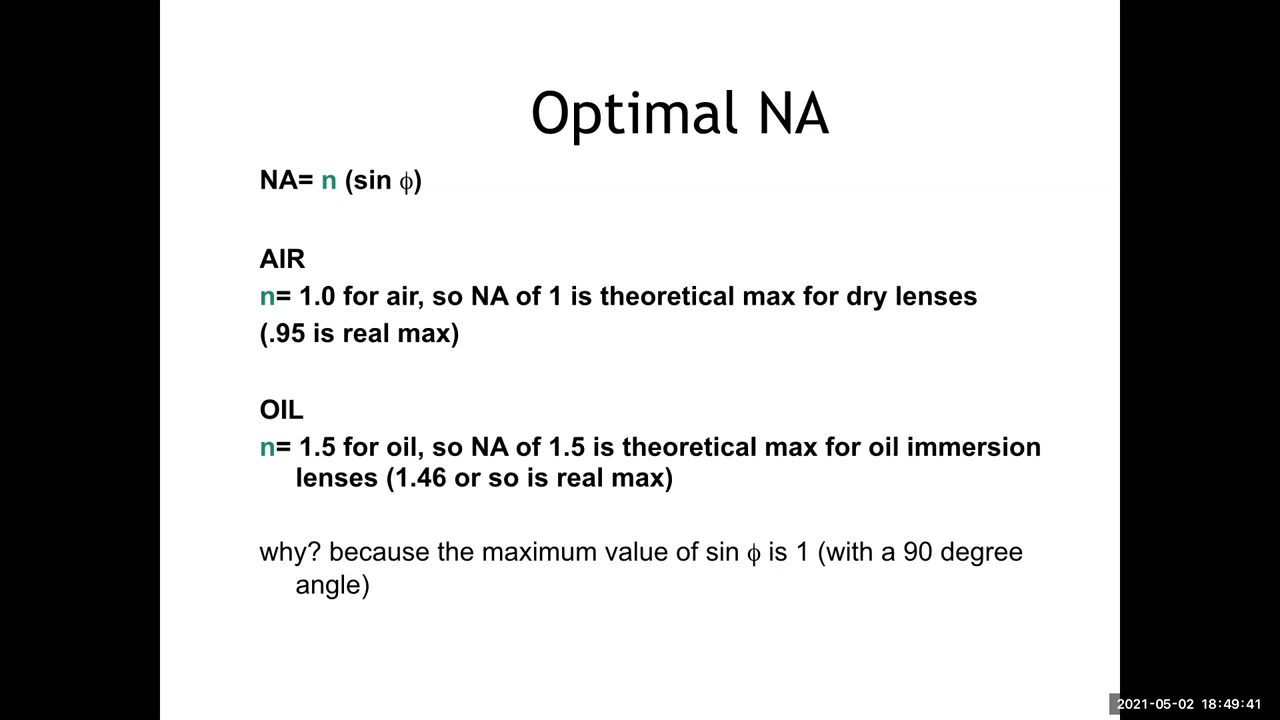 Optimal NA
NA= n (sin ϕ)
AIR
n= 1.0 for air, so NA of 1 is theoretical max for dry lenses
(.95 is real max)
OIL
n= 1.5 for oil, so NA of 1.5 is theoretical max for oil immersion
lenses (1.46 or so is real max)
why? because the maximum value of sin ϕ is 1 (with a 90 degree
angle)
2021-05-02 18:49:41